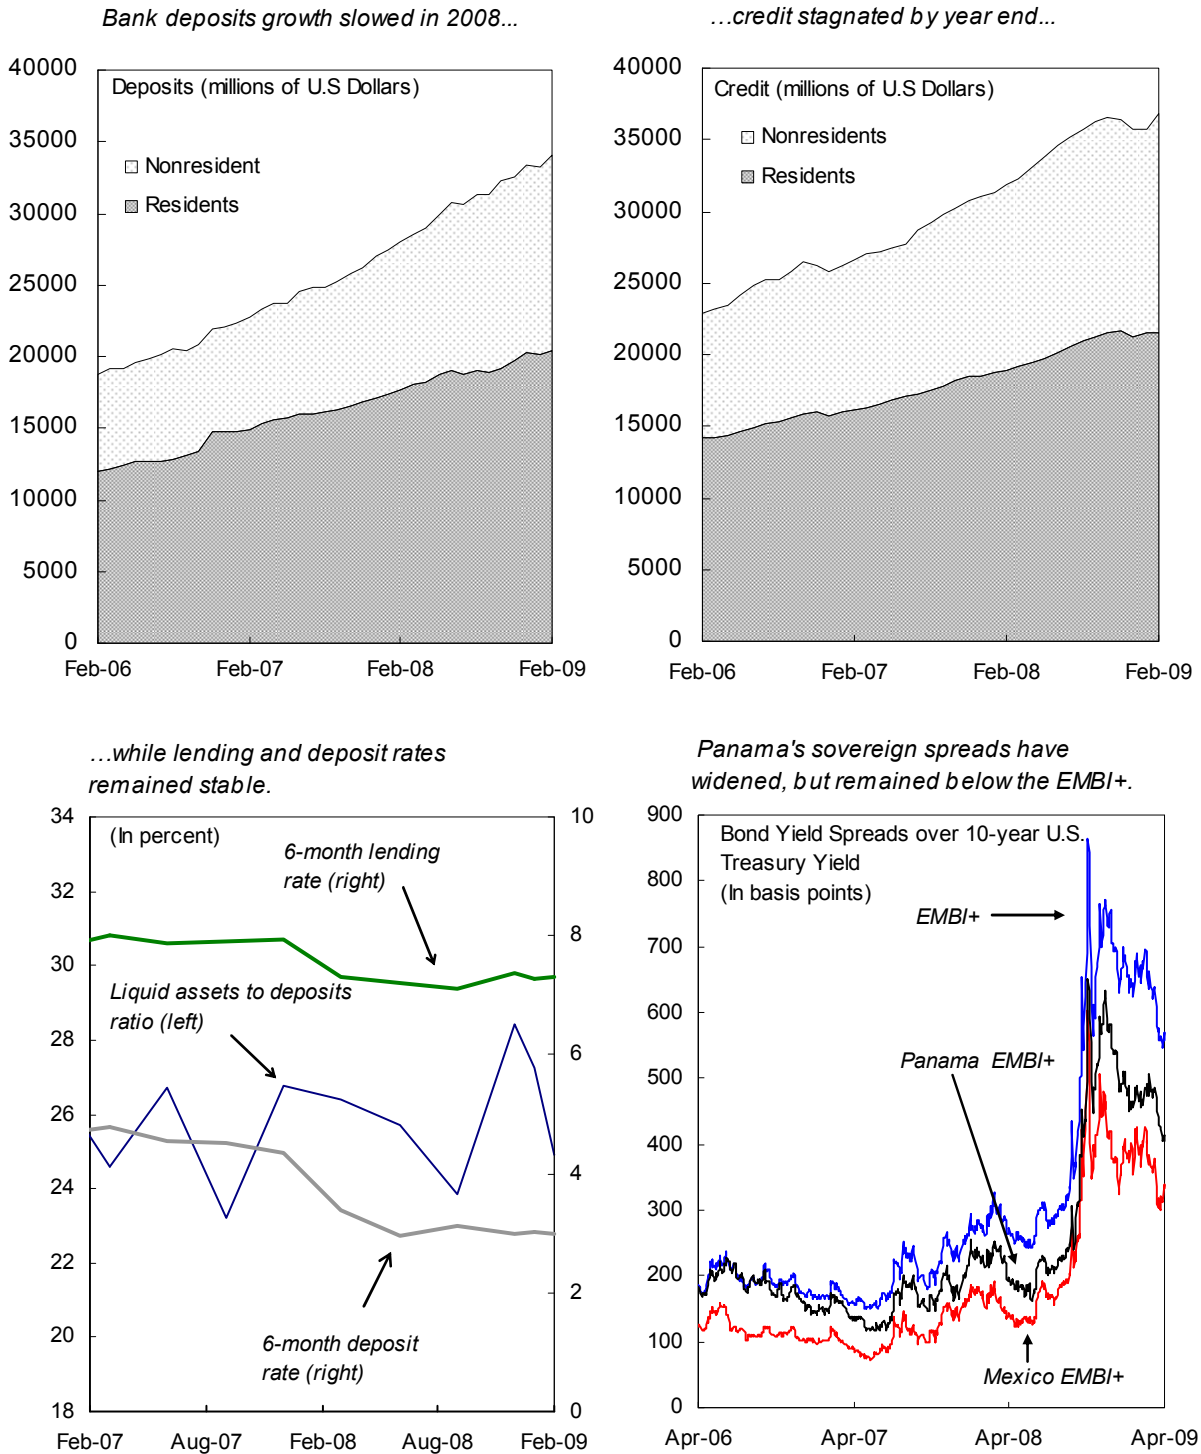 Bank deposits growth slowed in 2008...
40000
35000
30000
25000
20000
15000
10000
5000
0
Deposits (millions of U.S Dollars)
Nonresident
Residents
Feb-06
Feb-07
Feb-08
Feb-09
...credit stagnated by year end...
40000
35000
30000
25000
20000
15000
10000
5000
0
Credit (millions of U.S Dollars)
Nonresidents
Residents
Feb-06
Feb-07
Feb-08
Feb-09
...while lending and deposit rates
remained stable.
34
32
30
28
26
24
22
20
18
(In percent)
6-month lending
rate (right)
Liquid assets to deposits
ratio (left)
6-month deposit
rate (right)
10
8
6
4
2
0
Feb-07
Aug-07
Feb-08
Aug-08
Feb-09
Panama's sovereign spreads have
widened, but remained below the EMBI+.
900
800
700
600
500
400
300
200
100
0
Bond Yield Spreads over 10-year U.S.
Treasury Yield
(In basis points)
EMBI+
Panama EMBI+
Mexico EMBI+
Apr-06
Apr-07
Apr-08
Apr-09